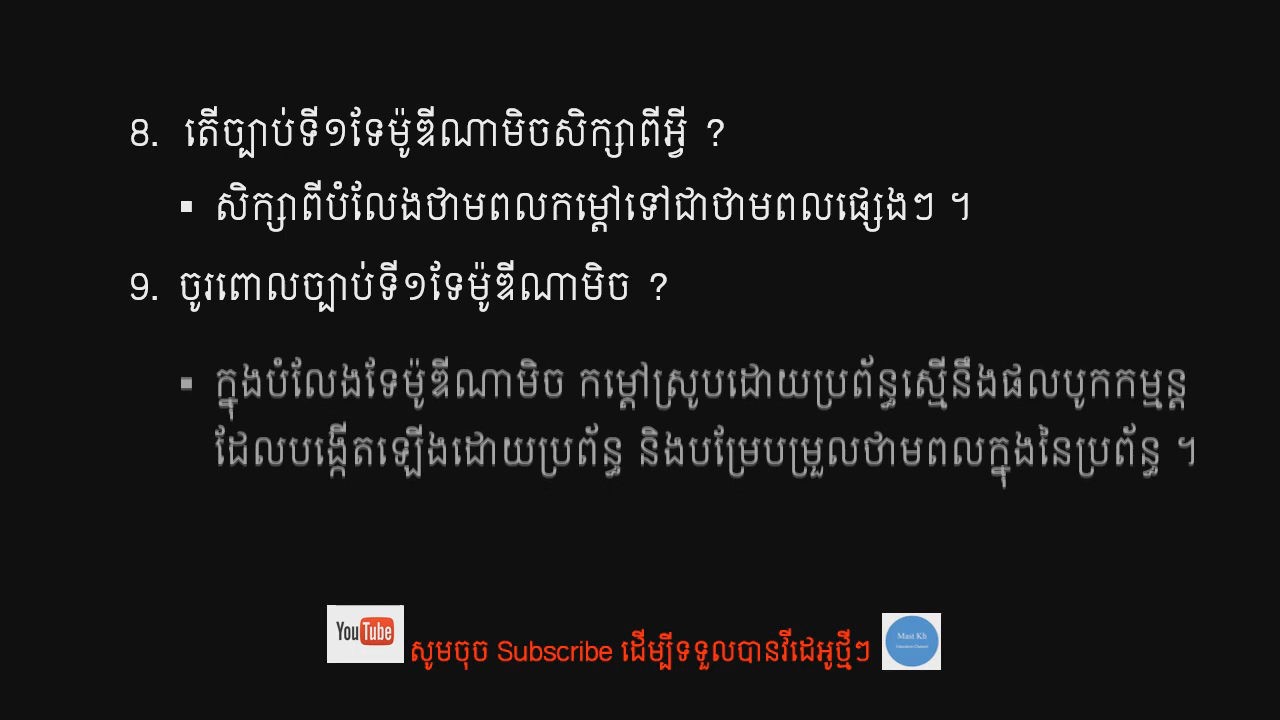 8. តើច្បាប់ទី១ទែម៉ូឌីណាមិចសិក្សាពីអ្វី ?
▪ សិក្សាពីបំលែងថាមពលកម្ដៅទៅជាថាមពលផ្សេងៗ ។
9. ចូរពោលច្បាប់ទី១ទែម៉ូឌីណាមិច ?
▪ ក្នុងបំលែងទែម៉ូឌីណាមិច កម្ដៅស្រូបដោយប្រព័ន្ធស្មើនឹងផលបូកកម្មន្ត
ដែលបង្កើតឡើងដោយប្រព័ន្ធ និងបម្រែបម្រួលថាមពលក្នុងនៃប្រព័ន្ធ ។
YouTube
សូមចុច Subscribe ដើម្បីទទួលបានវីដេអូថ្មីៗ
Mast Kh
Education Channel